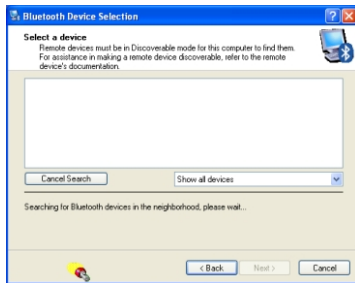 Bluetooth Device Selection
Select a device
Remote devices must be in Discoverable mode for this computer to find them.
For assistance in making a remote device discoverable, refer to the remote
device's documentation.
Cancel Search
Show all devices
Searching for Bluetooth devices in the neighborhood, please wait...
< Back
Next >
Cancel